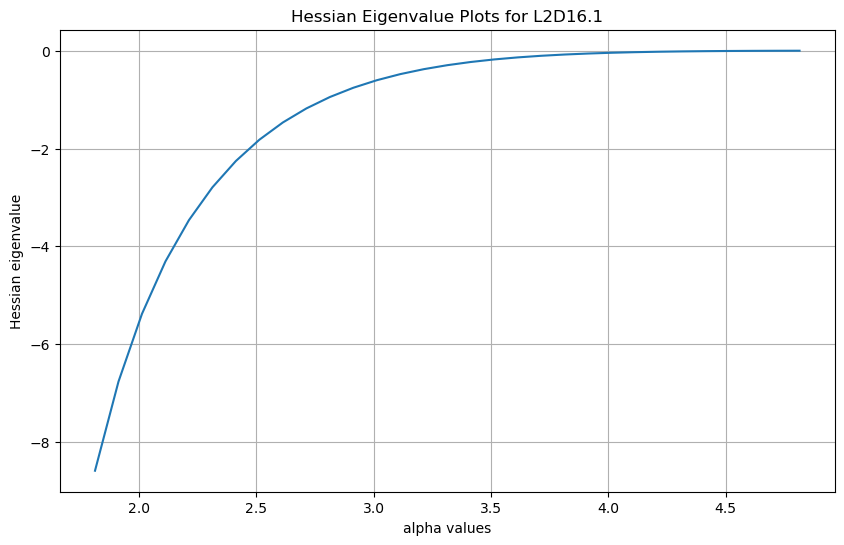 Hessian Eigenvalue Plots for L2D16.1
0
−2
−4
−6
−8
Hessian eigenvalue
2.0 2.5 3.0 3.5 4.0 4.5
alpha values